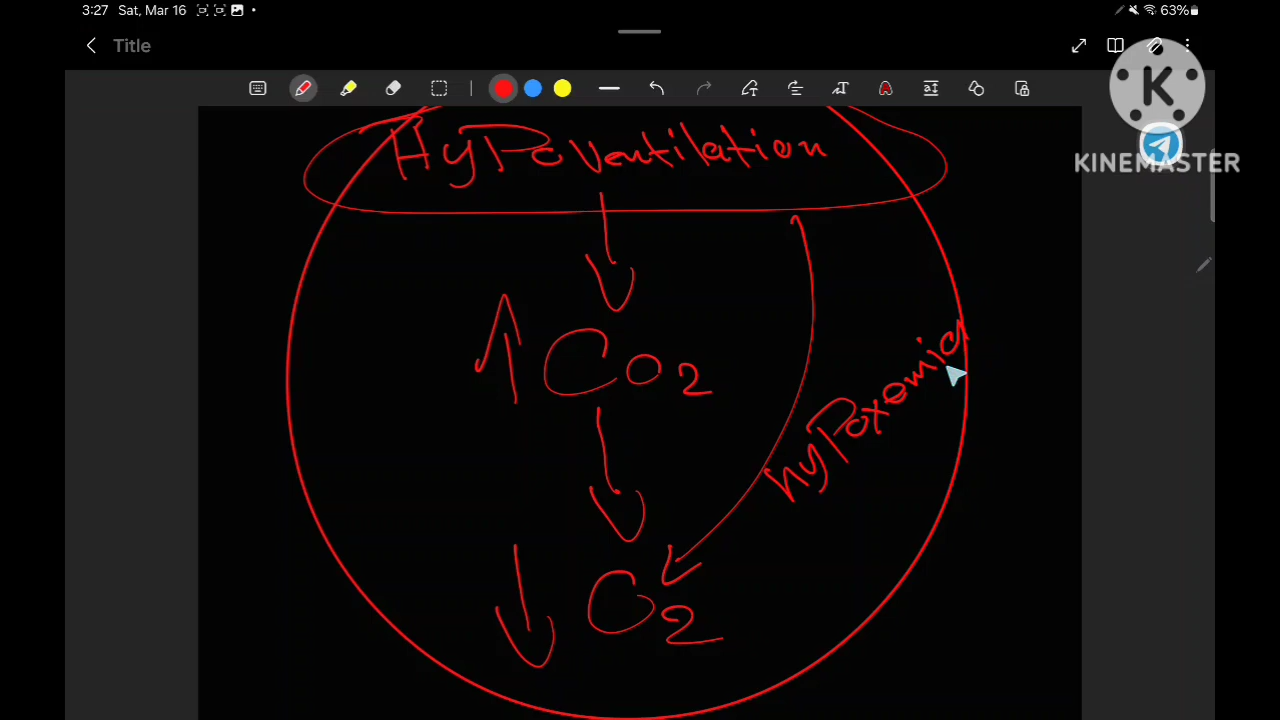 3:27 Sat, Mar 16
63%
Title
K
KINEMASTER
HyPoventilation
CO2
hyPoxemia
O2